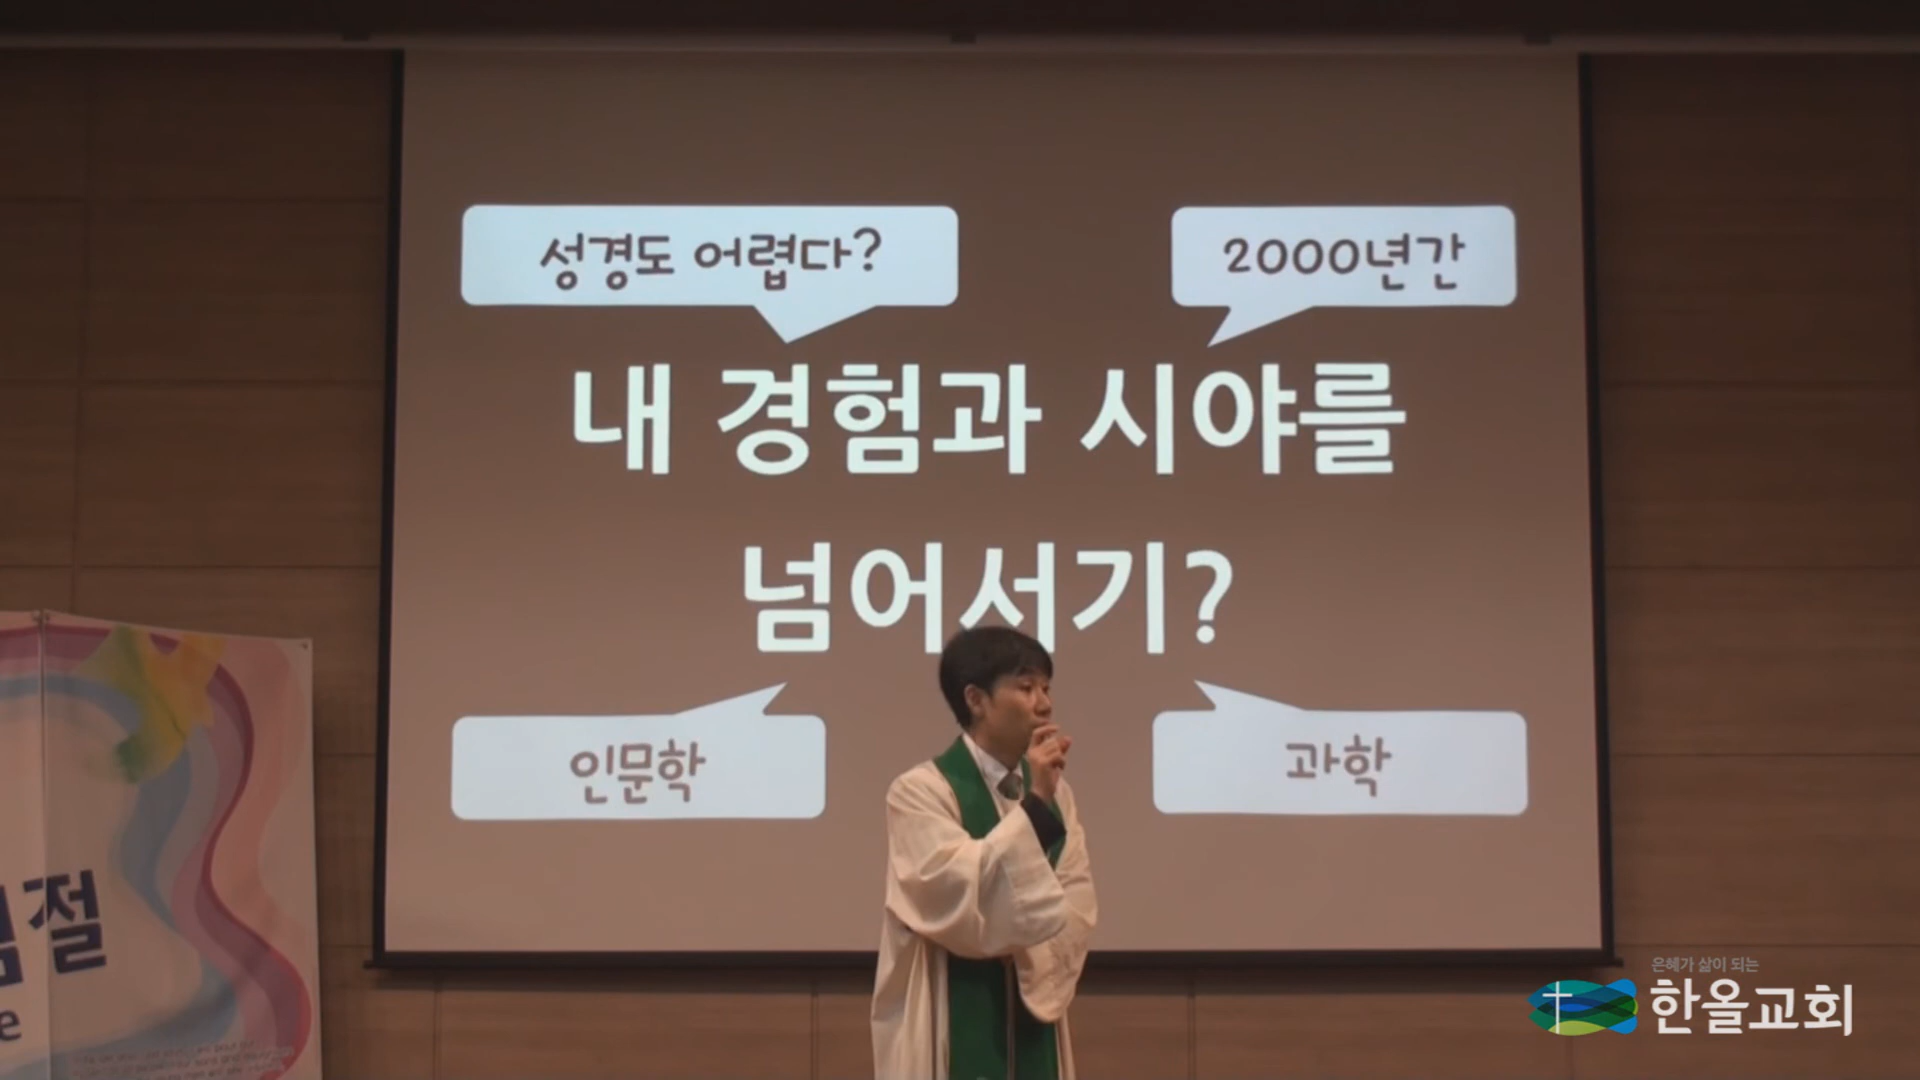 성경도 어렵다?
2000년간
내 경험과 시야를
넘어서기?
인문학
과학
절
e
은혜가 삶이 되는
한올교회